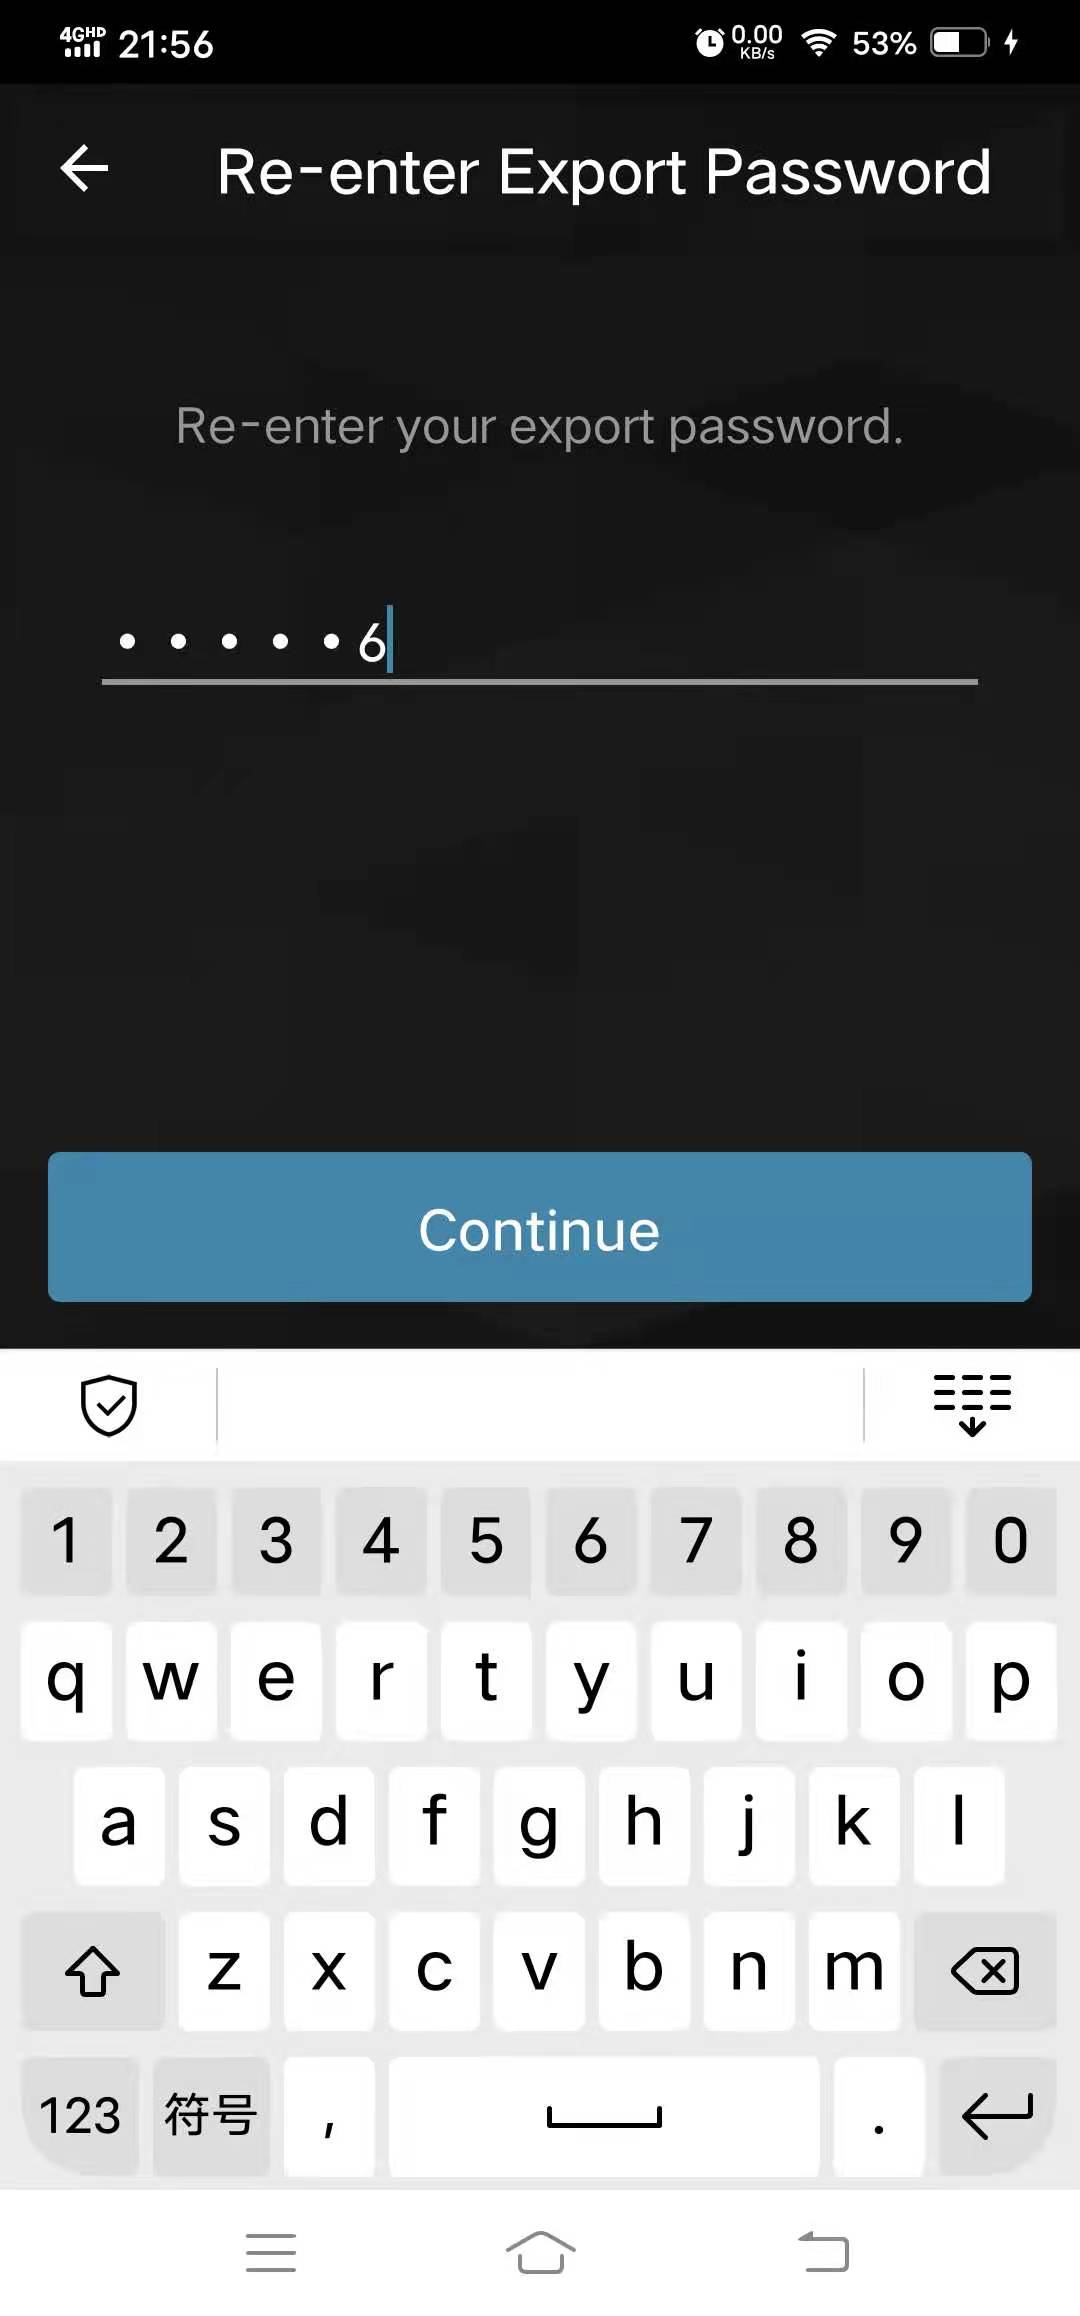 4GHD 21:56 0.00 KB/s 53%
Re-enter Export Password
Re-enter your export password.
•••••6
Continue
1 2 3 4 5 6 7 8 9 0
q w e r t y u i o p
a s d f g h j k l
z x c v b n m
123 符号 , .